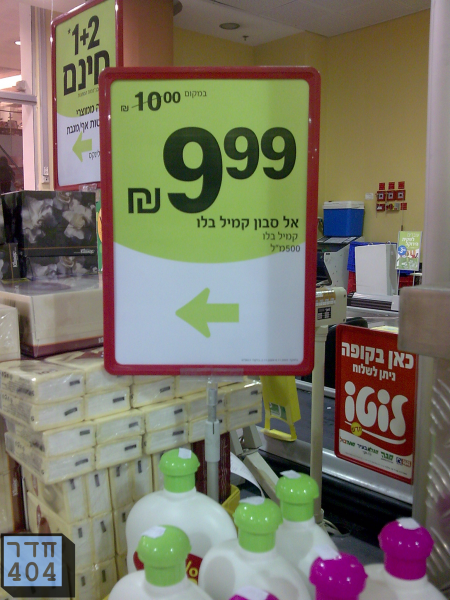 1+2
חינם
במקום
₪ 10.00
₪ 9.99
אל סבון קמיל בלו
קמיל בלו
500מ"ל
כאן בקופה
ניתן לשלוח
לוטו
חדר
404